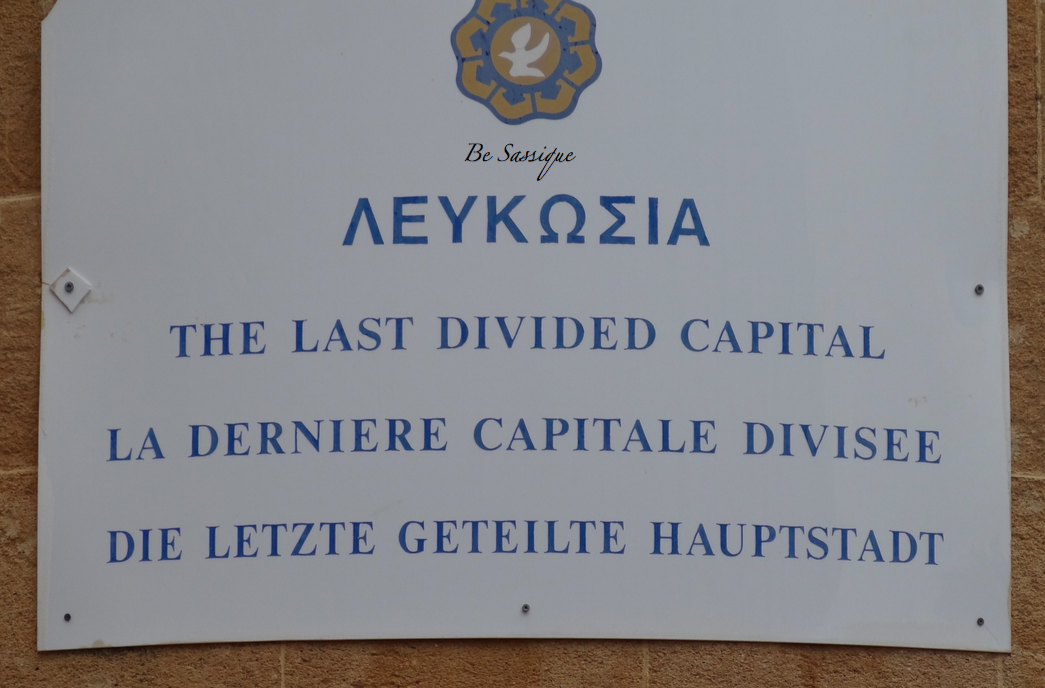 Be Sassique
ΛΕΥΚΩΣΙΑ
THE LAST DIVIDED CAPITAL
LA DERNIERE CAPITALE DIVISEE
DIE LETZTE GETEILTE HAUPTSTADT